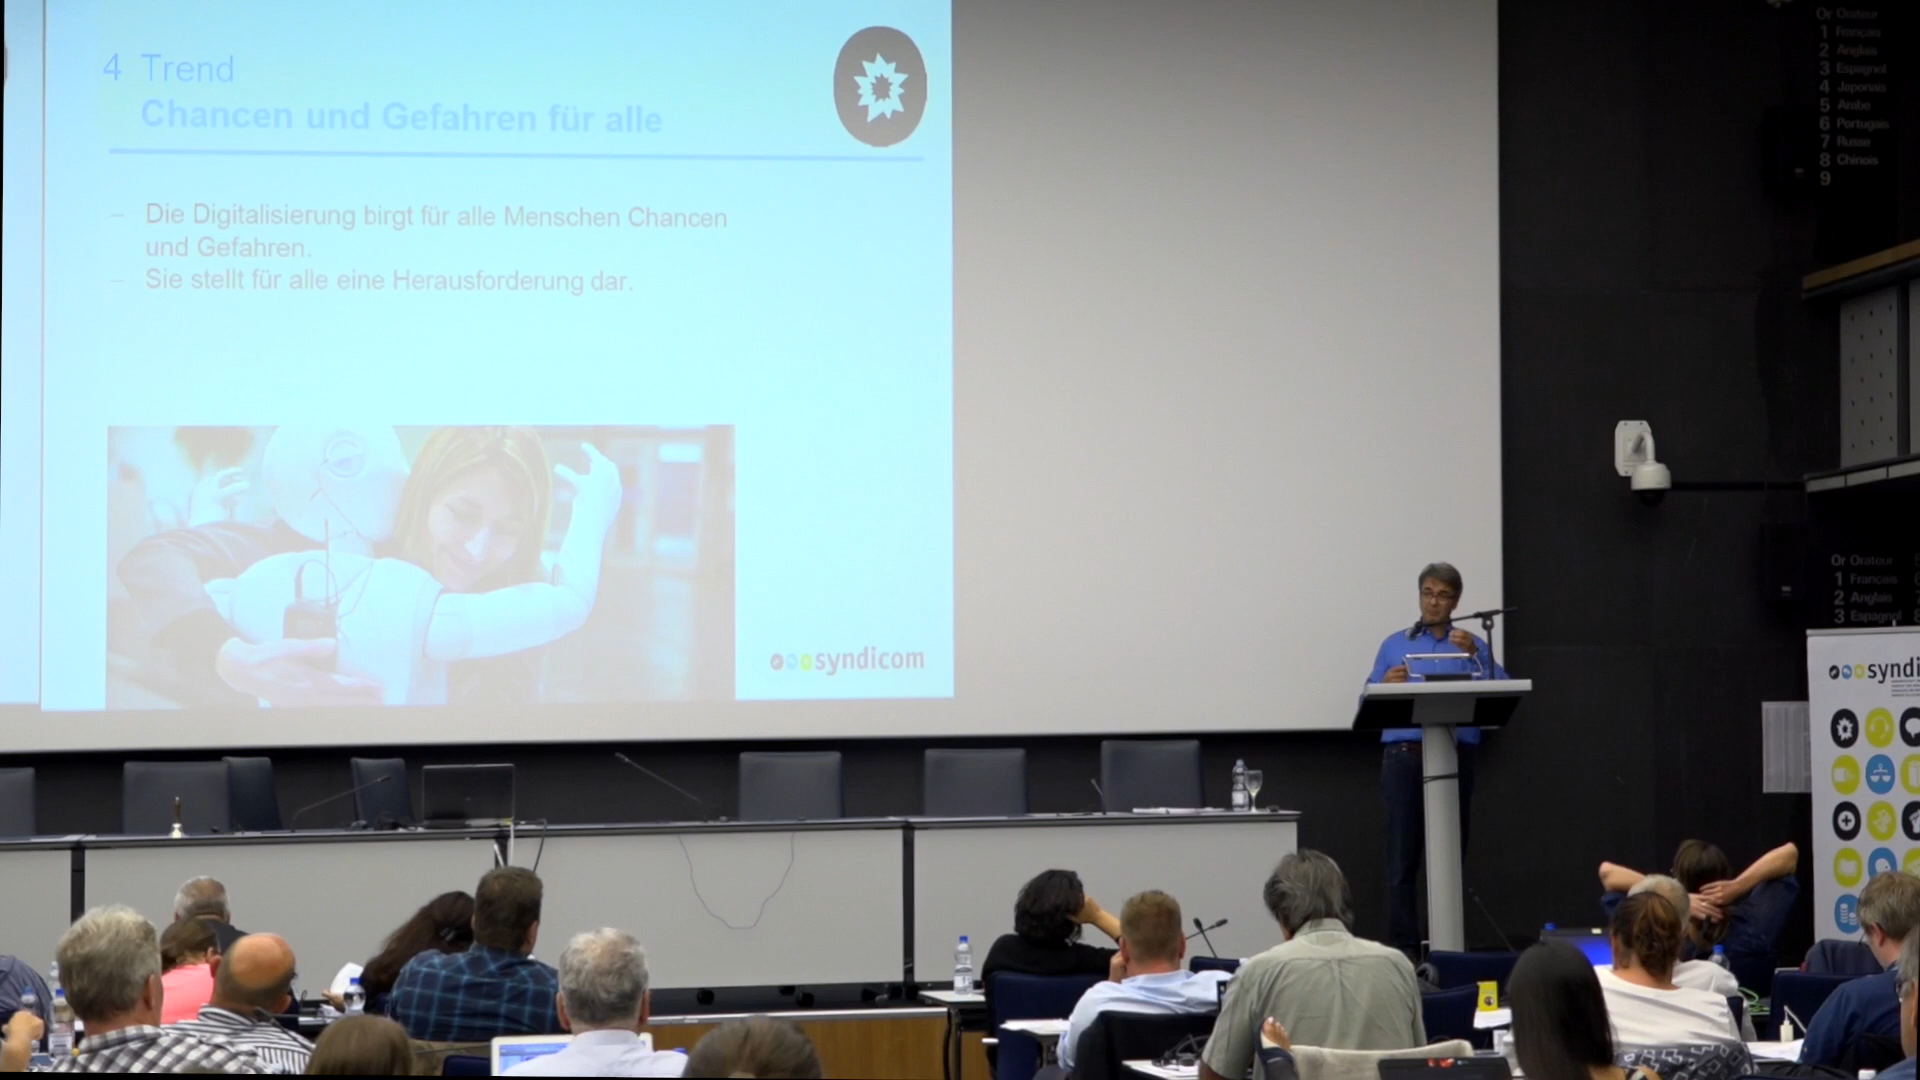 4 Trend
Chancen und Gefahren für alle
– Die Digitalisierung birgt für alle Menschen Chancen
und Gefahren.
– Sie stellt für alle eine Herausforderung dar.
syndicom
Or Orateur
1 Français
2 Anglais
3 Espagnol
4 Japonais
5 Arabe
6 Portugais
7 Russe
8 Chinois
9
Or Orateur
1 Français
2 Anglais
3 Espagnol
syndi